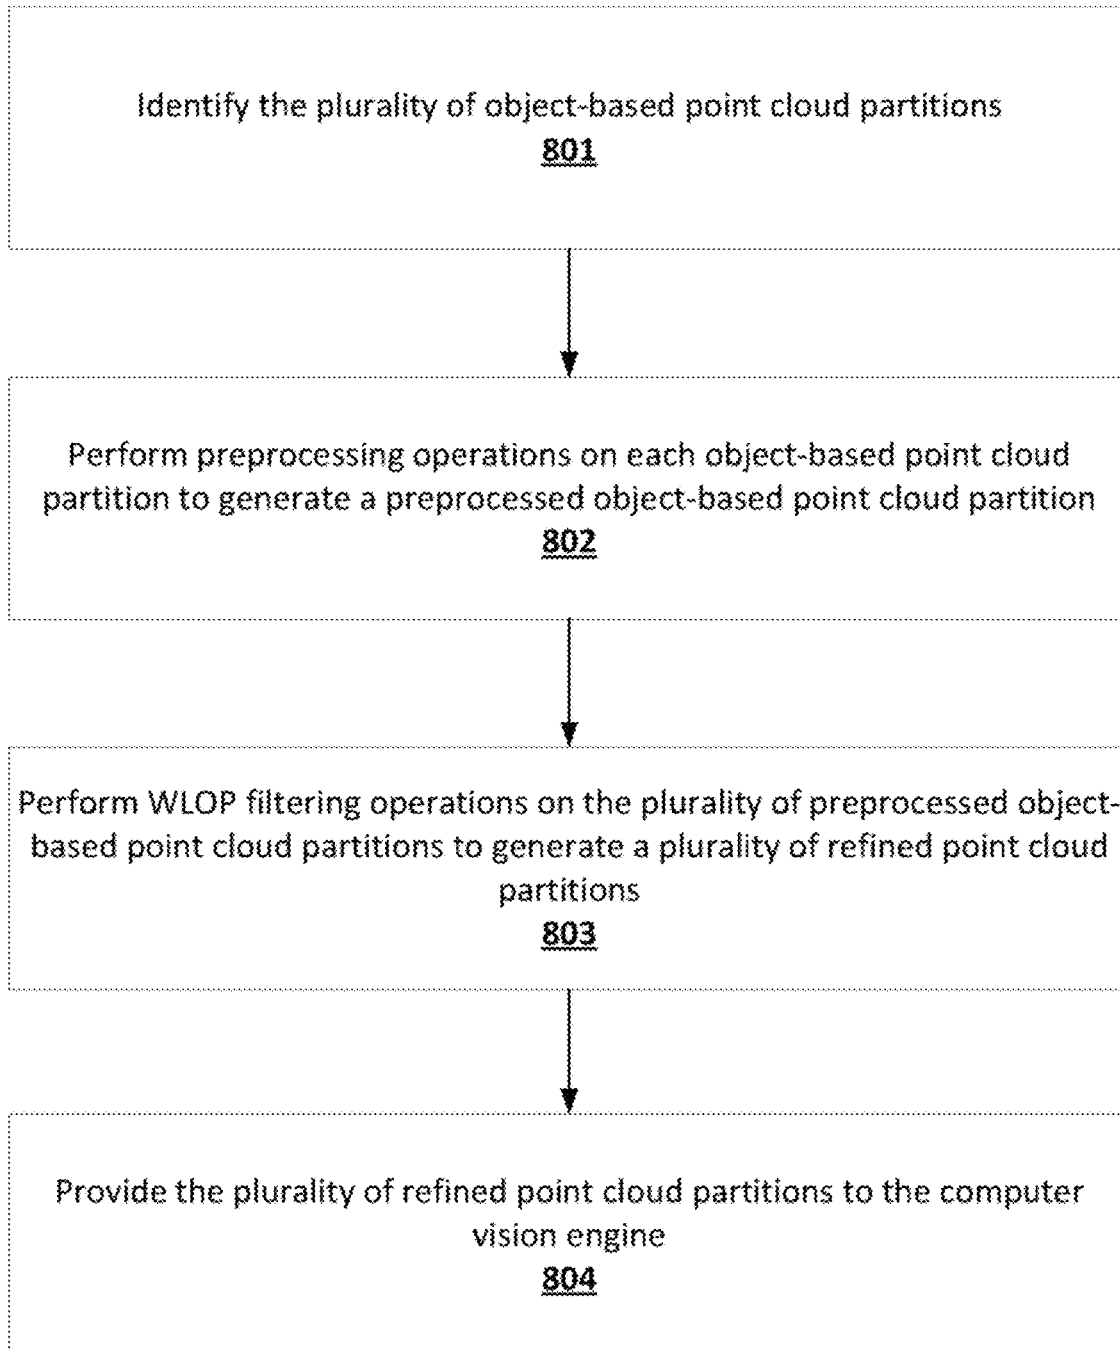 Identify the plurality of object-based point cloud partitions
801
Perform preprocessing operations on each object-based point cloud
partition to generate a preprocessed object-based point cloud partition
802
Perform WLOP filtering operations on the plurality of preprocessed object-
based point cloud partitions to generate a plurality of refined point cloud
partitions
803
Provide the plurality of refined point cloud partitions to the computer
vision engine
804